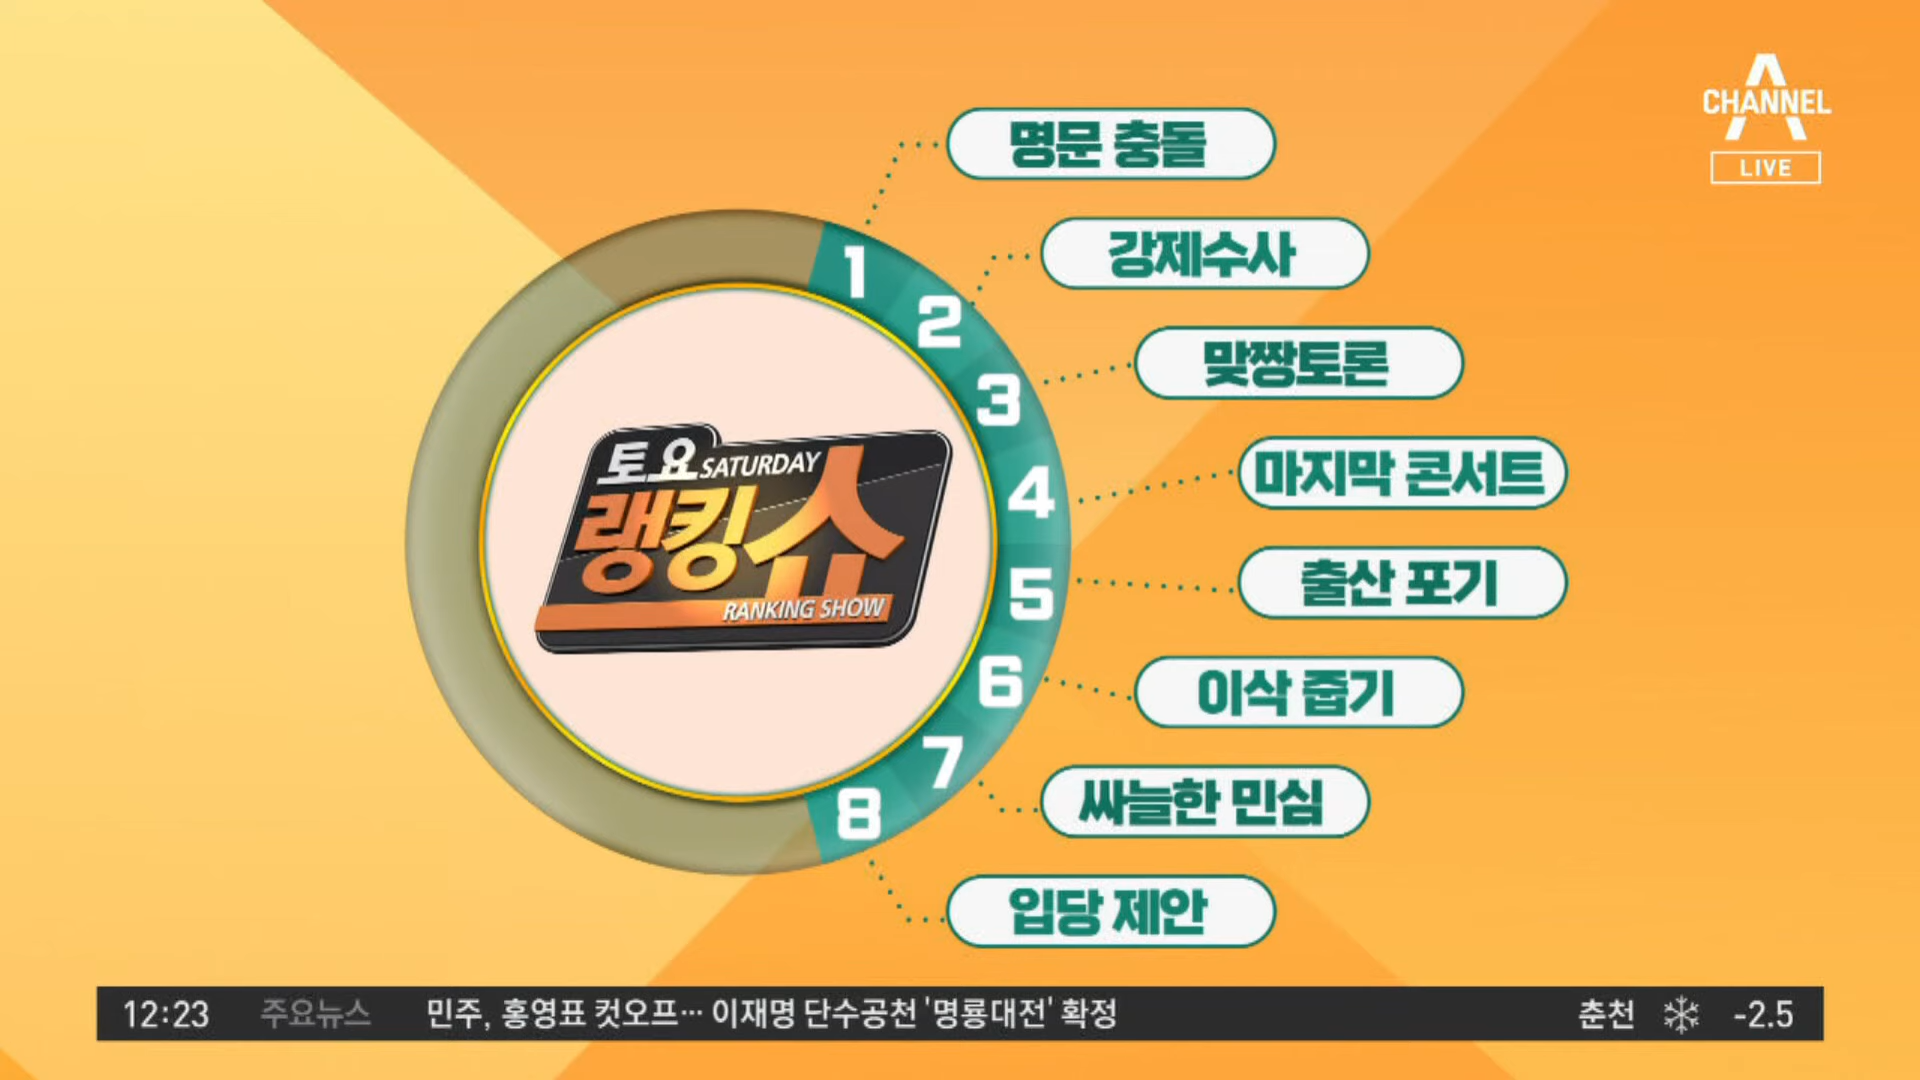 CHANNEL A
LIVE
1 명문 충돌
2 강제수사
3 맞짱토론
4 마지막 콘서트
5 출산 포기
6 이삭 줍기
7 싸늘한 민심
8 입당 제안
토요 SATURDAY
랭킹쇼
RANKING SHOW
12:23 주요뉴스 민주, 홍영표 컷오프… 이재명 단수공천 '명룡대전' 확정 춘천 -2.5